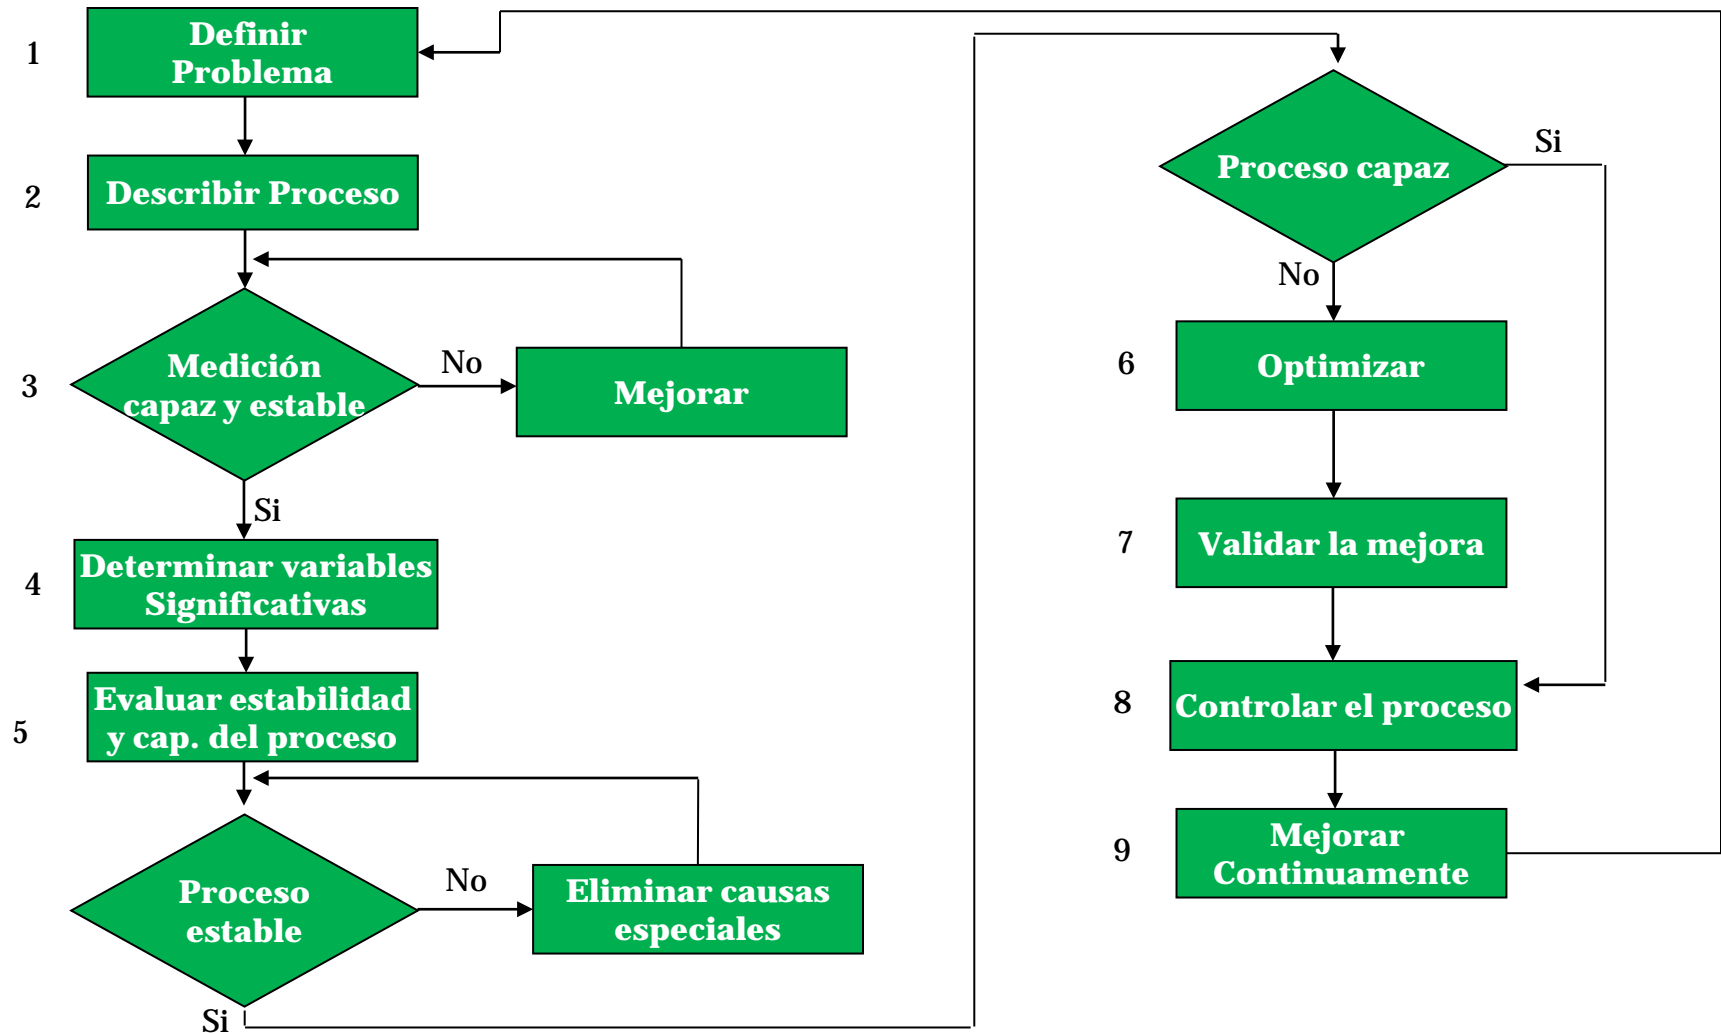 1
Definir
Problema
2
Describir Proceso
3
Medición
capaz y estable
No
Mejorar
Si
4
Determinar variables
Significativas
5
Evaluar estabilidad
y cap. del proceso
Proceso
estable
No
Eliminar causas
especiales
Si
Proceso capaz
Si
No
6
Optimizar
7
Validar la mejora
8
Controlar el proceso
9
Mejorar
Continuamente